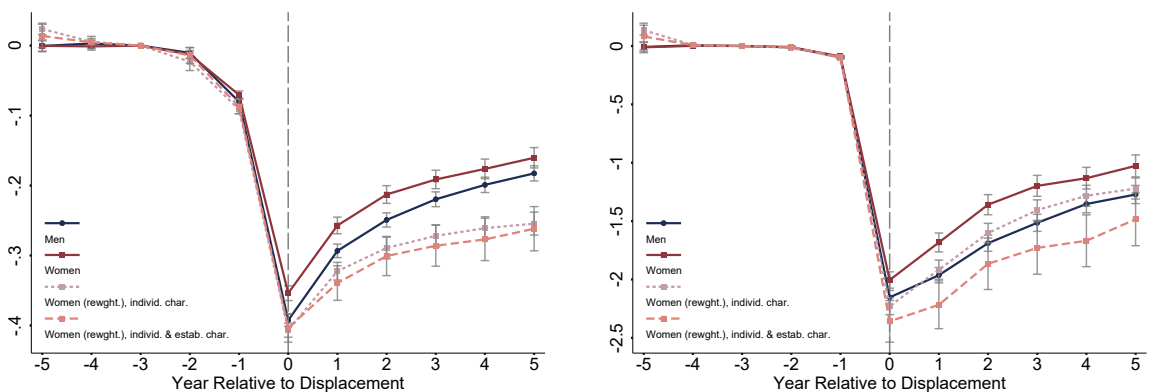 0
-.1
-.2
-.3
-.4
Men
Women
Women (rewght.), individ. char.
Women (rewght.), individ. & estab. char.
-5 -4 -3 -2 -1 0 1 2 3 4 5
Year Relative to Displacement
0
-.5
-1
-1.5
-2
-2.5
Men
Women
Women (rewght.), individ. char.
Women (rewght.), individ. & estab. char.
-5 -4 -3 -2 -1 0 1 2 3 4 5
Year Relative to Displacement